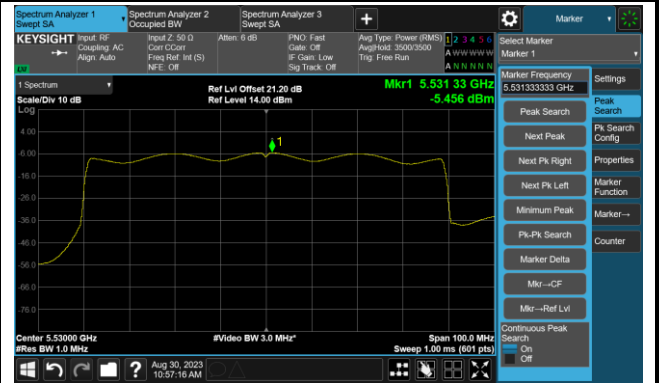 Spectrum Analyzer 1
Swept SA
Spectrum Analyzer 2
Occupied BW
Spectrum Analyzer 3
Swept SA
Marker
KEYSIGHT
Input: RF
Coupling: AC
Align: Auto
Input Z: 50 Ω
Corr CCorr
Freq Ref: Int (S)
NFE: Off
Atten: 6 dB
PNO: Fast
Gate: Off
IF Gain: Low
Sig Track: Off
Avg Type: Power (RMS)
Avg|Hold: 3500/3500
Trig: Free Run
1 2 3 4 5 6
A W W W W W
A N N N N N
Select Marker
Marker 1
1 Spectrum
Scale/Div 10 dB
Log
Ref Lvl Offset 21.20 dB
Ref Level 14.00 dBm
Mkr1 5.531 33 GHz
-5.456 dBm
4.00
-6.00
-16.0
-26.0
-36.0
-46.0
-56.0
-66.0
-76.0
1
Center 5.53000 GHz
#Res BW 1.0 MHz
#Video BW 3.0 MHz*
Span 100.0 MHz
Sweep 1.00 ms (601 pts)
Marker Frequency
5.531333333 GHz
Peak Search
Next Peak
Next Pk Right
Next Pk Left
Minimum Peak
Pk-Pk Search
Marker Delta
Mkr→CF
Mkr→Ref Lvl
Continuous Peak
Search
On
Off
Settings
Peak
Search
Pk Search
Config
Properties
Marker
Function
Marker→
Counter
Aug 30, 2023
10:57:16 AM